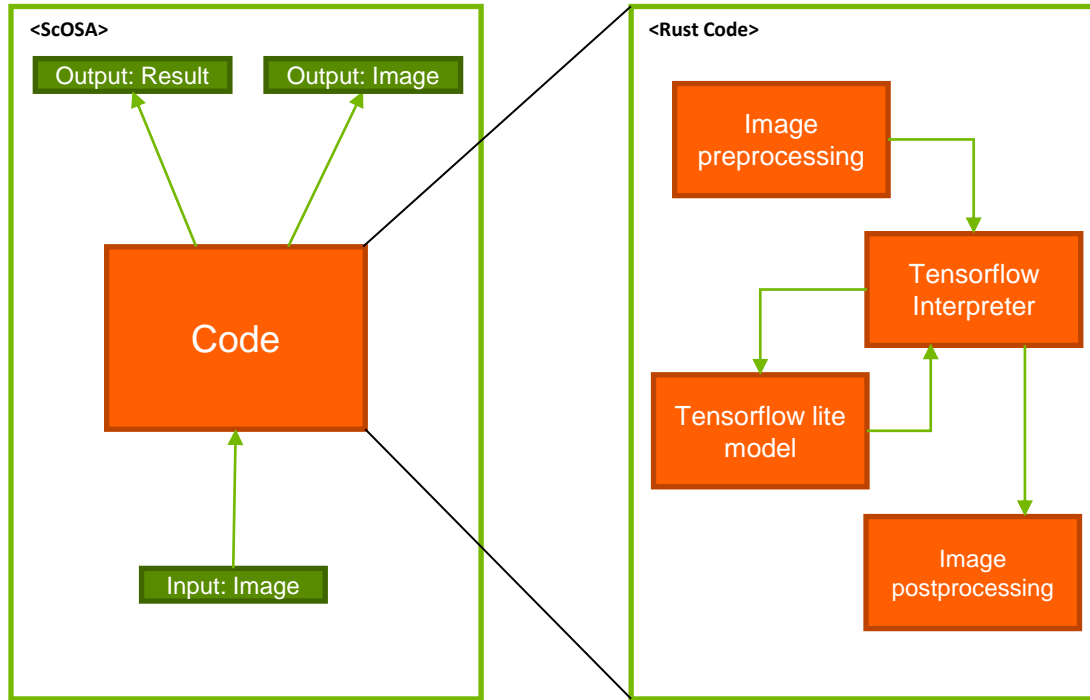 <ScOSA>
Output: Result
Output: Image
Code
Input: Image
<Rust Code>
Image
preprocessing
Tensorflow
Interpreter
Tensorflow lite
model
Image
postprocessing